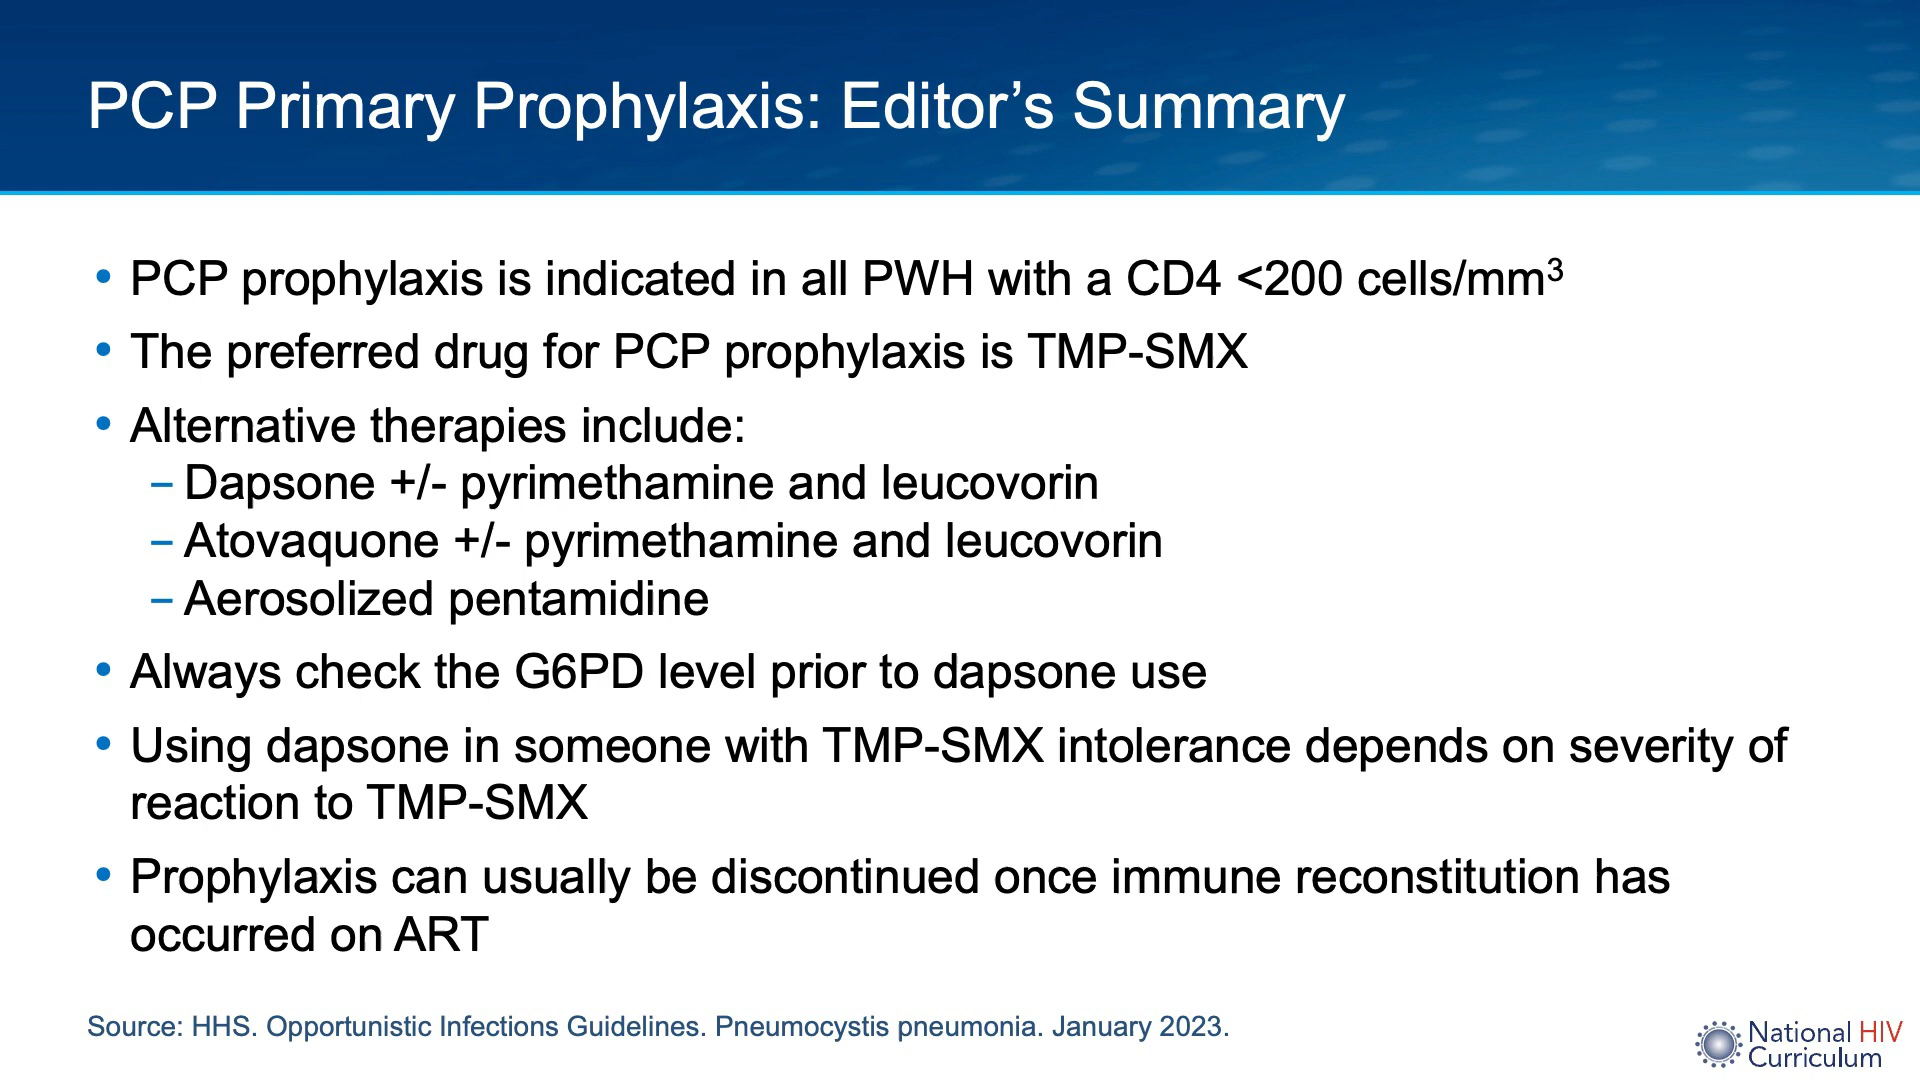 PCP Primary Prophylaxis: Editor’s Summary
• PCP prophylaxis is indicated in all PWH with a CD4 <200 cells/mm³
• The preferred drug for PCP prophylaxis is TMP-SMX
• Alternative therapies include:
– Dapsone +/- pyrimethamine and leucovorin
– Atovaquone +/- pyrimethamine and leucovorin
– Aerosolized pentamidine
• Always check the G6PD level prior to dapsone use
• Using dapsone in someone with TMP-SMX intolerance depends on severity of
reaction to TMP-SMX
• Prophylaxis can usually be discontinued once immune reconstitution has
occurred on ART
Source: HHS. Opportunistic Infections Guidelines. Pneumocystis pneumonia. January 2023.
National HIV
Curriculum